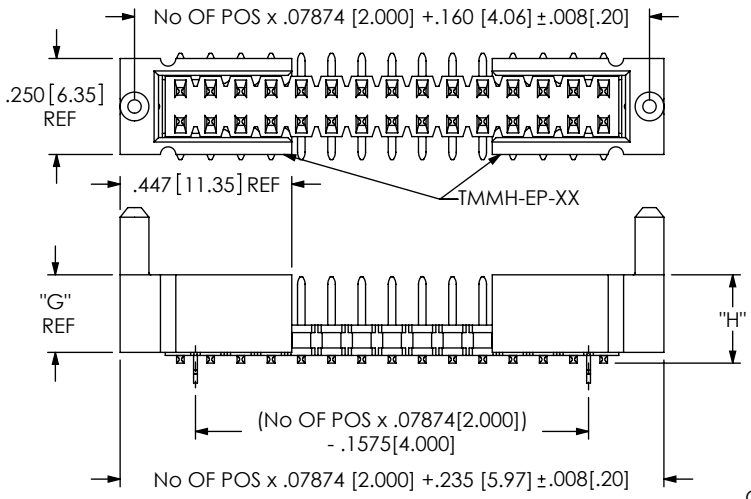 No OF POS x .07874 [2.000] +.160 [4.06] ±.008[.20]
.250 [6.35]
REF
.447 [11.35] REF
TMMH-EP-XX
"G"
REF
"H"
(No OF POS x .07874[2.000])
- .1575[4.000]
No OF POS x .07874 [2.000] +.235 [5.97] ±.008[.20]